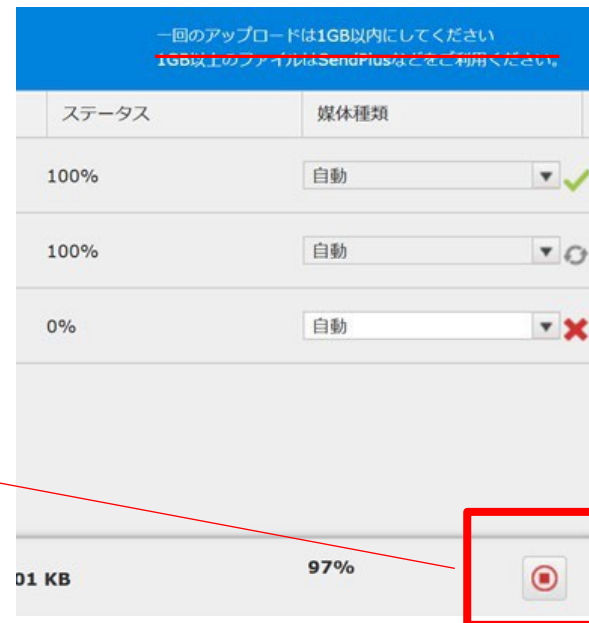 一回のアップロードは1GB以内にしてください
1GB以上のファイルはSendPlusなどをご利用ください。
ステータス 媒体種類
100% 自動
100% 自動
0% 自動
01 KB 97%